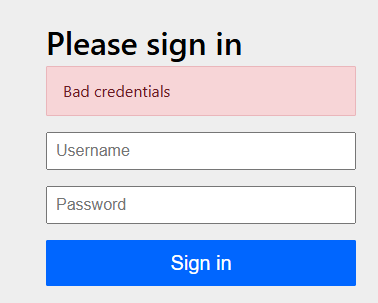 Please sign in
Bad credentials
Username
Password
Sign in